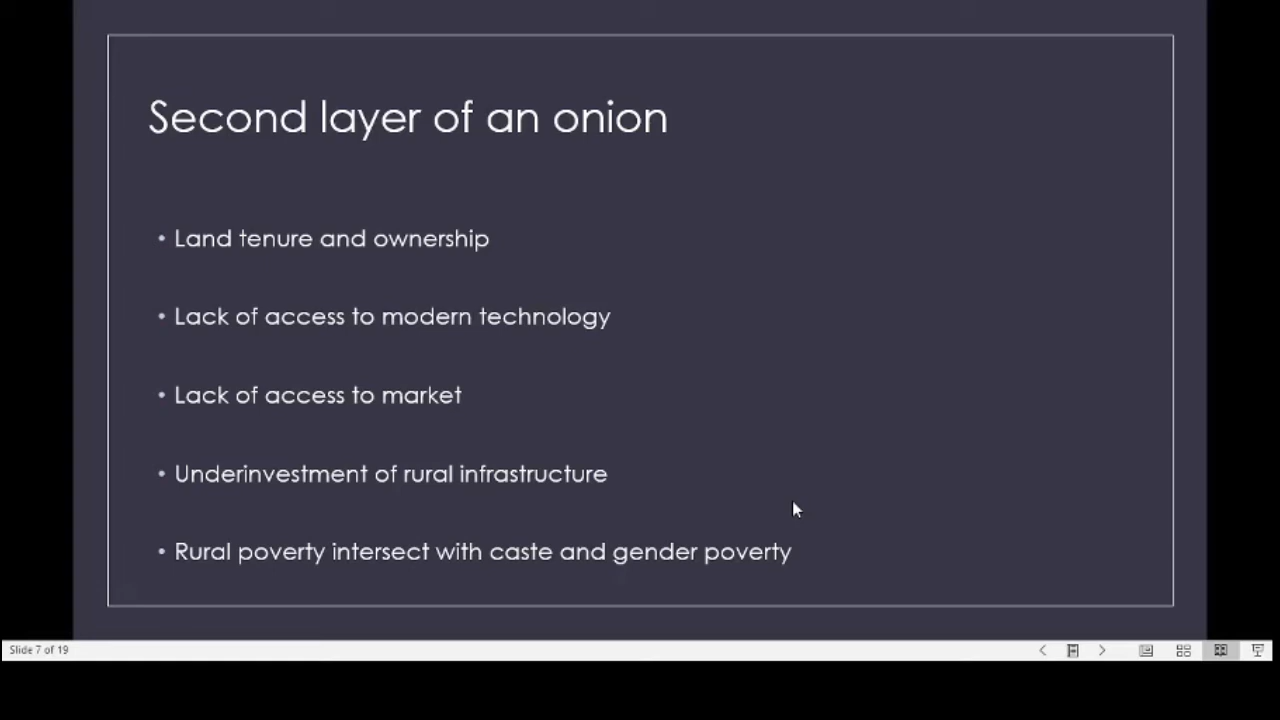 Second layer of an onion
• Land tenure and ownership
• Lack of access to modern technology
• Lack of access to market
• Underinvestment of rural infrastructure
• Rural poverty intersect with caste and gender poverty
Slide 7 of 19